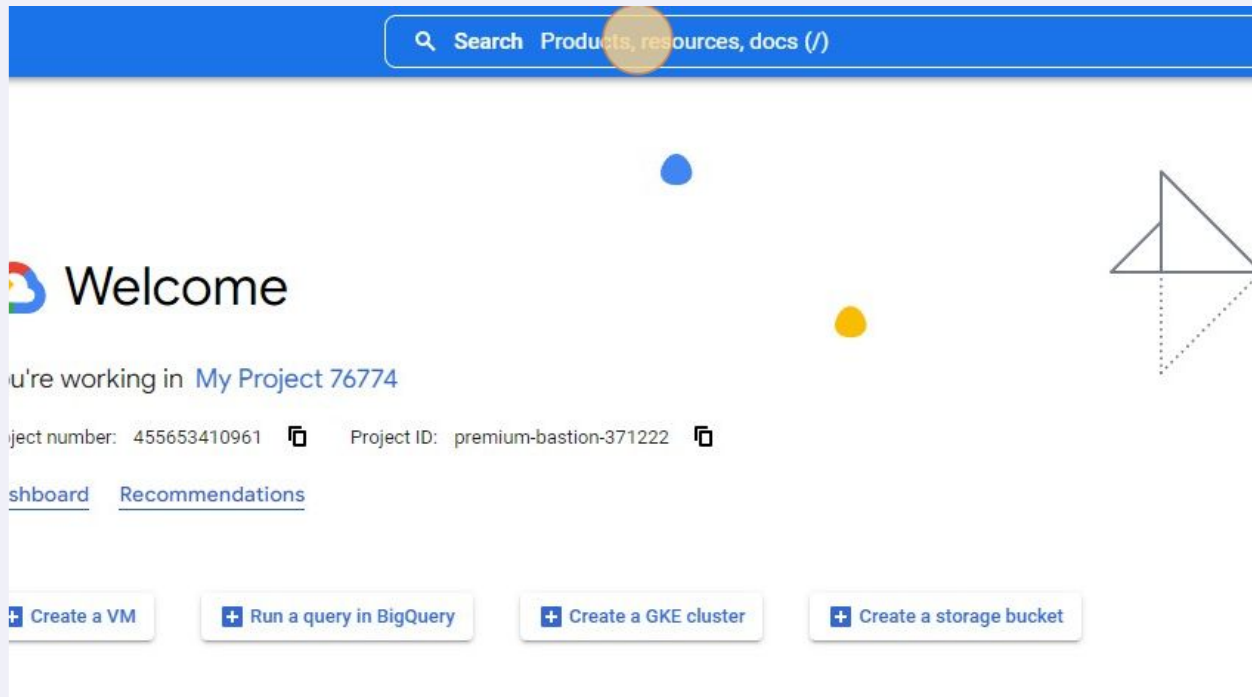 Search Products, resources, docs (/)
Welcome
u're working in My Project 76774
ject number: 455653410961 Project ID: premium-bastion-371222
shboard Recommendations
Create a VM Run a query in BigQuery Create a GKE cluster Create a storage bucket